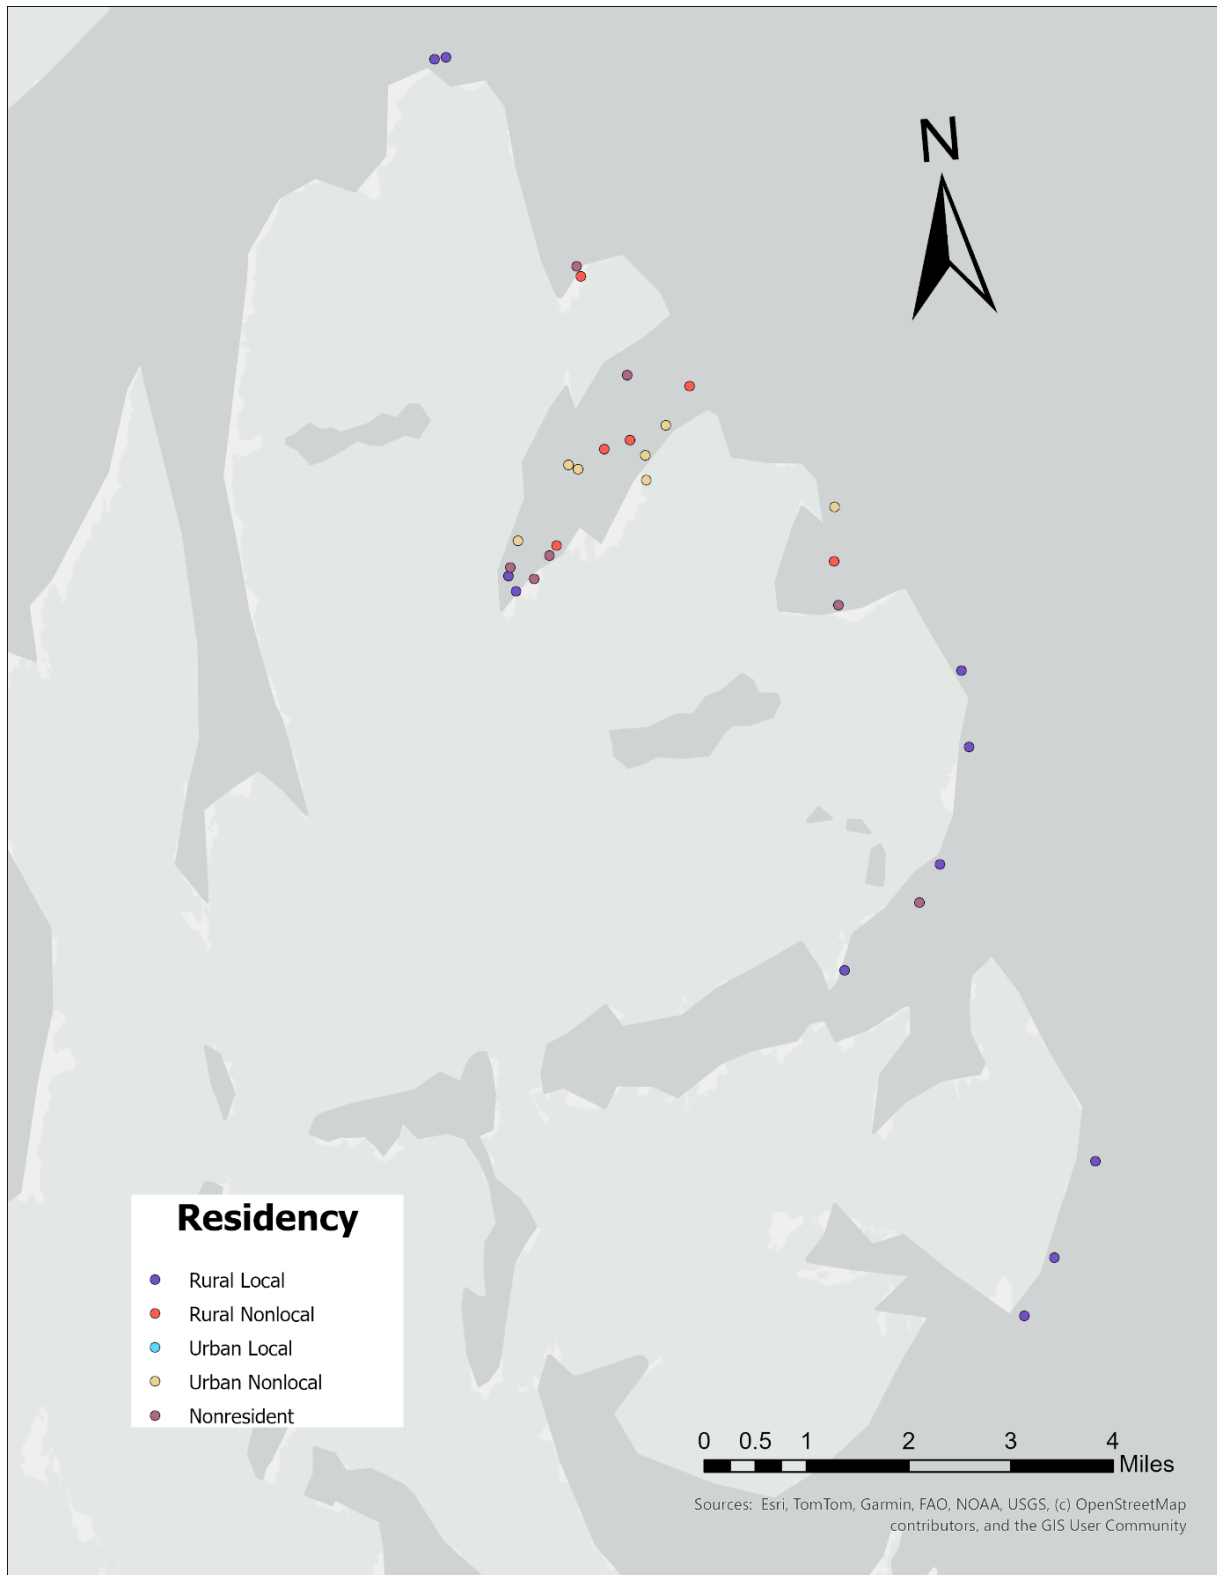 N
Residency
Rural Local
Rural Nonlocal
Urban Local
Urban Nonlocal
Nonresident
0 0.5 1 2 3 4
Miles
Sources: Esri, TomTom, Garmin, FAO, NOAA, USGS, (c) OpenStreetMap
contributors, and the GIS User Community